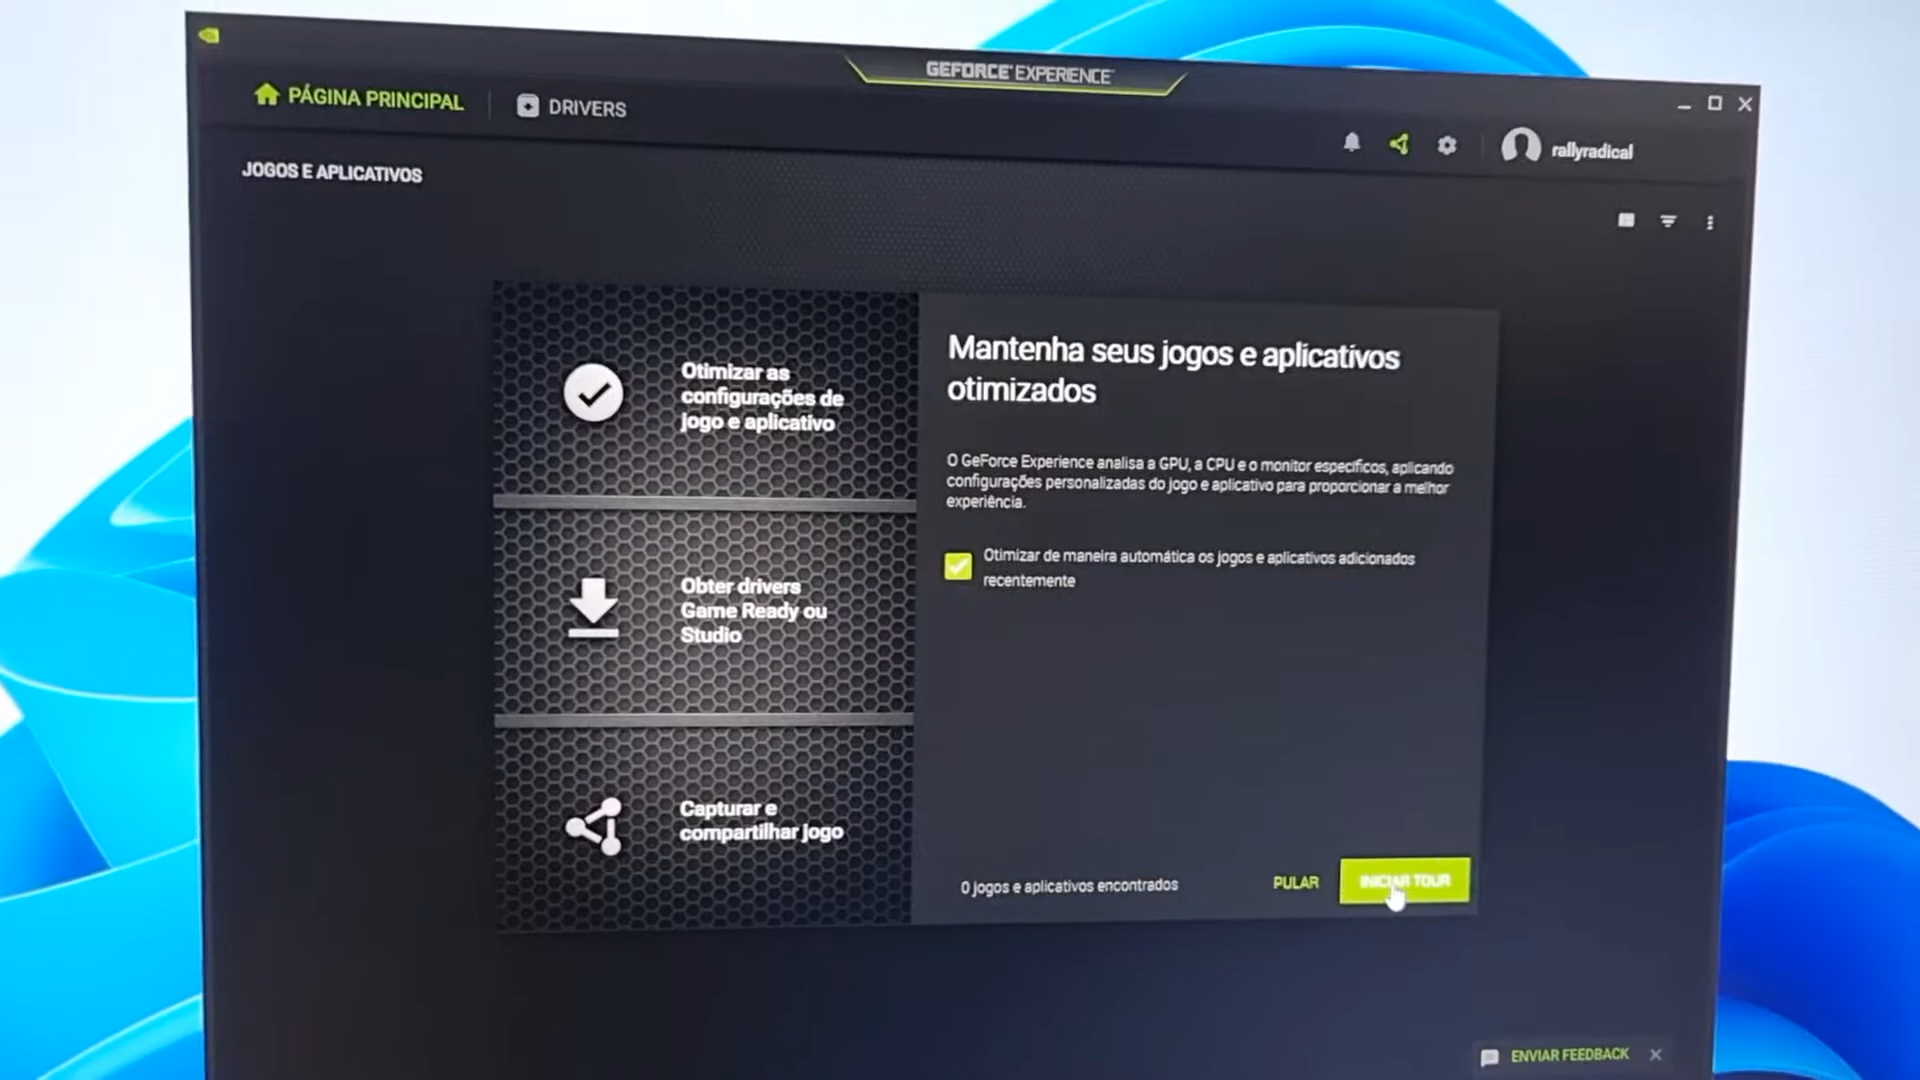 GEFORCE EXPERIENCE
PÁGINA PRINCIPAL
DRIVERS
rallyradical
JOGOS E APLICATIVOS
Otimizar as
configurações de
jogo e aplicativo
Obter drivers
Game Ready ou
Studio
Capturar e
compartilhar jogo
Mantenha seus jogos e aplicativos
otimizados
O GeForce Experience analisa a GPU, a CPU e o monitor específicos, aplicando
configurações personalizadas do jogo e aplicativo para proporcionar a melhor
experiência.
Otimizar de maneira automática os jogos e aplicativos adicionados
recentemente
0 jogos e aplicativos encontrados
PULAR
INICIAR TOUR
ENVIAR FEEDBACK